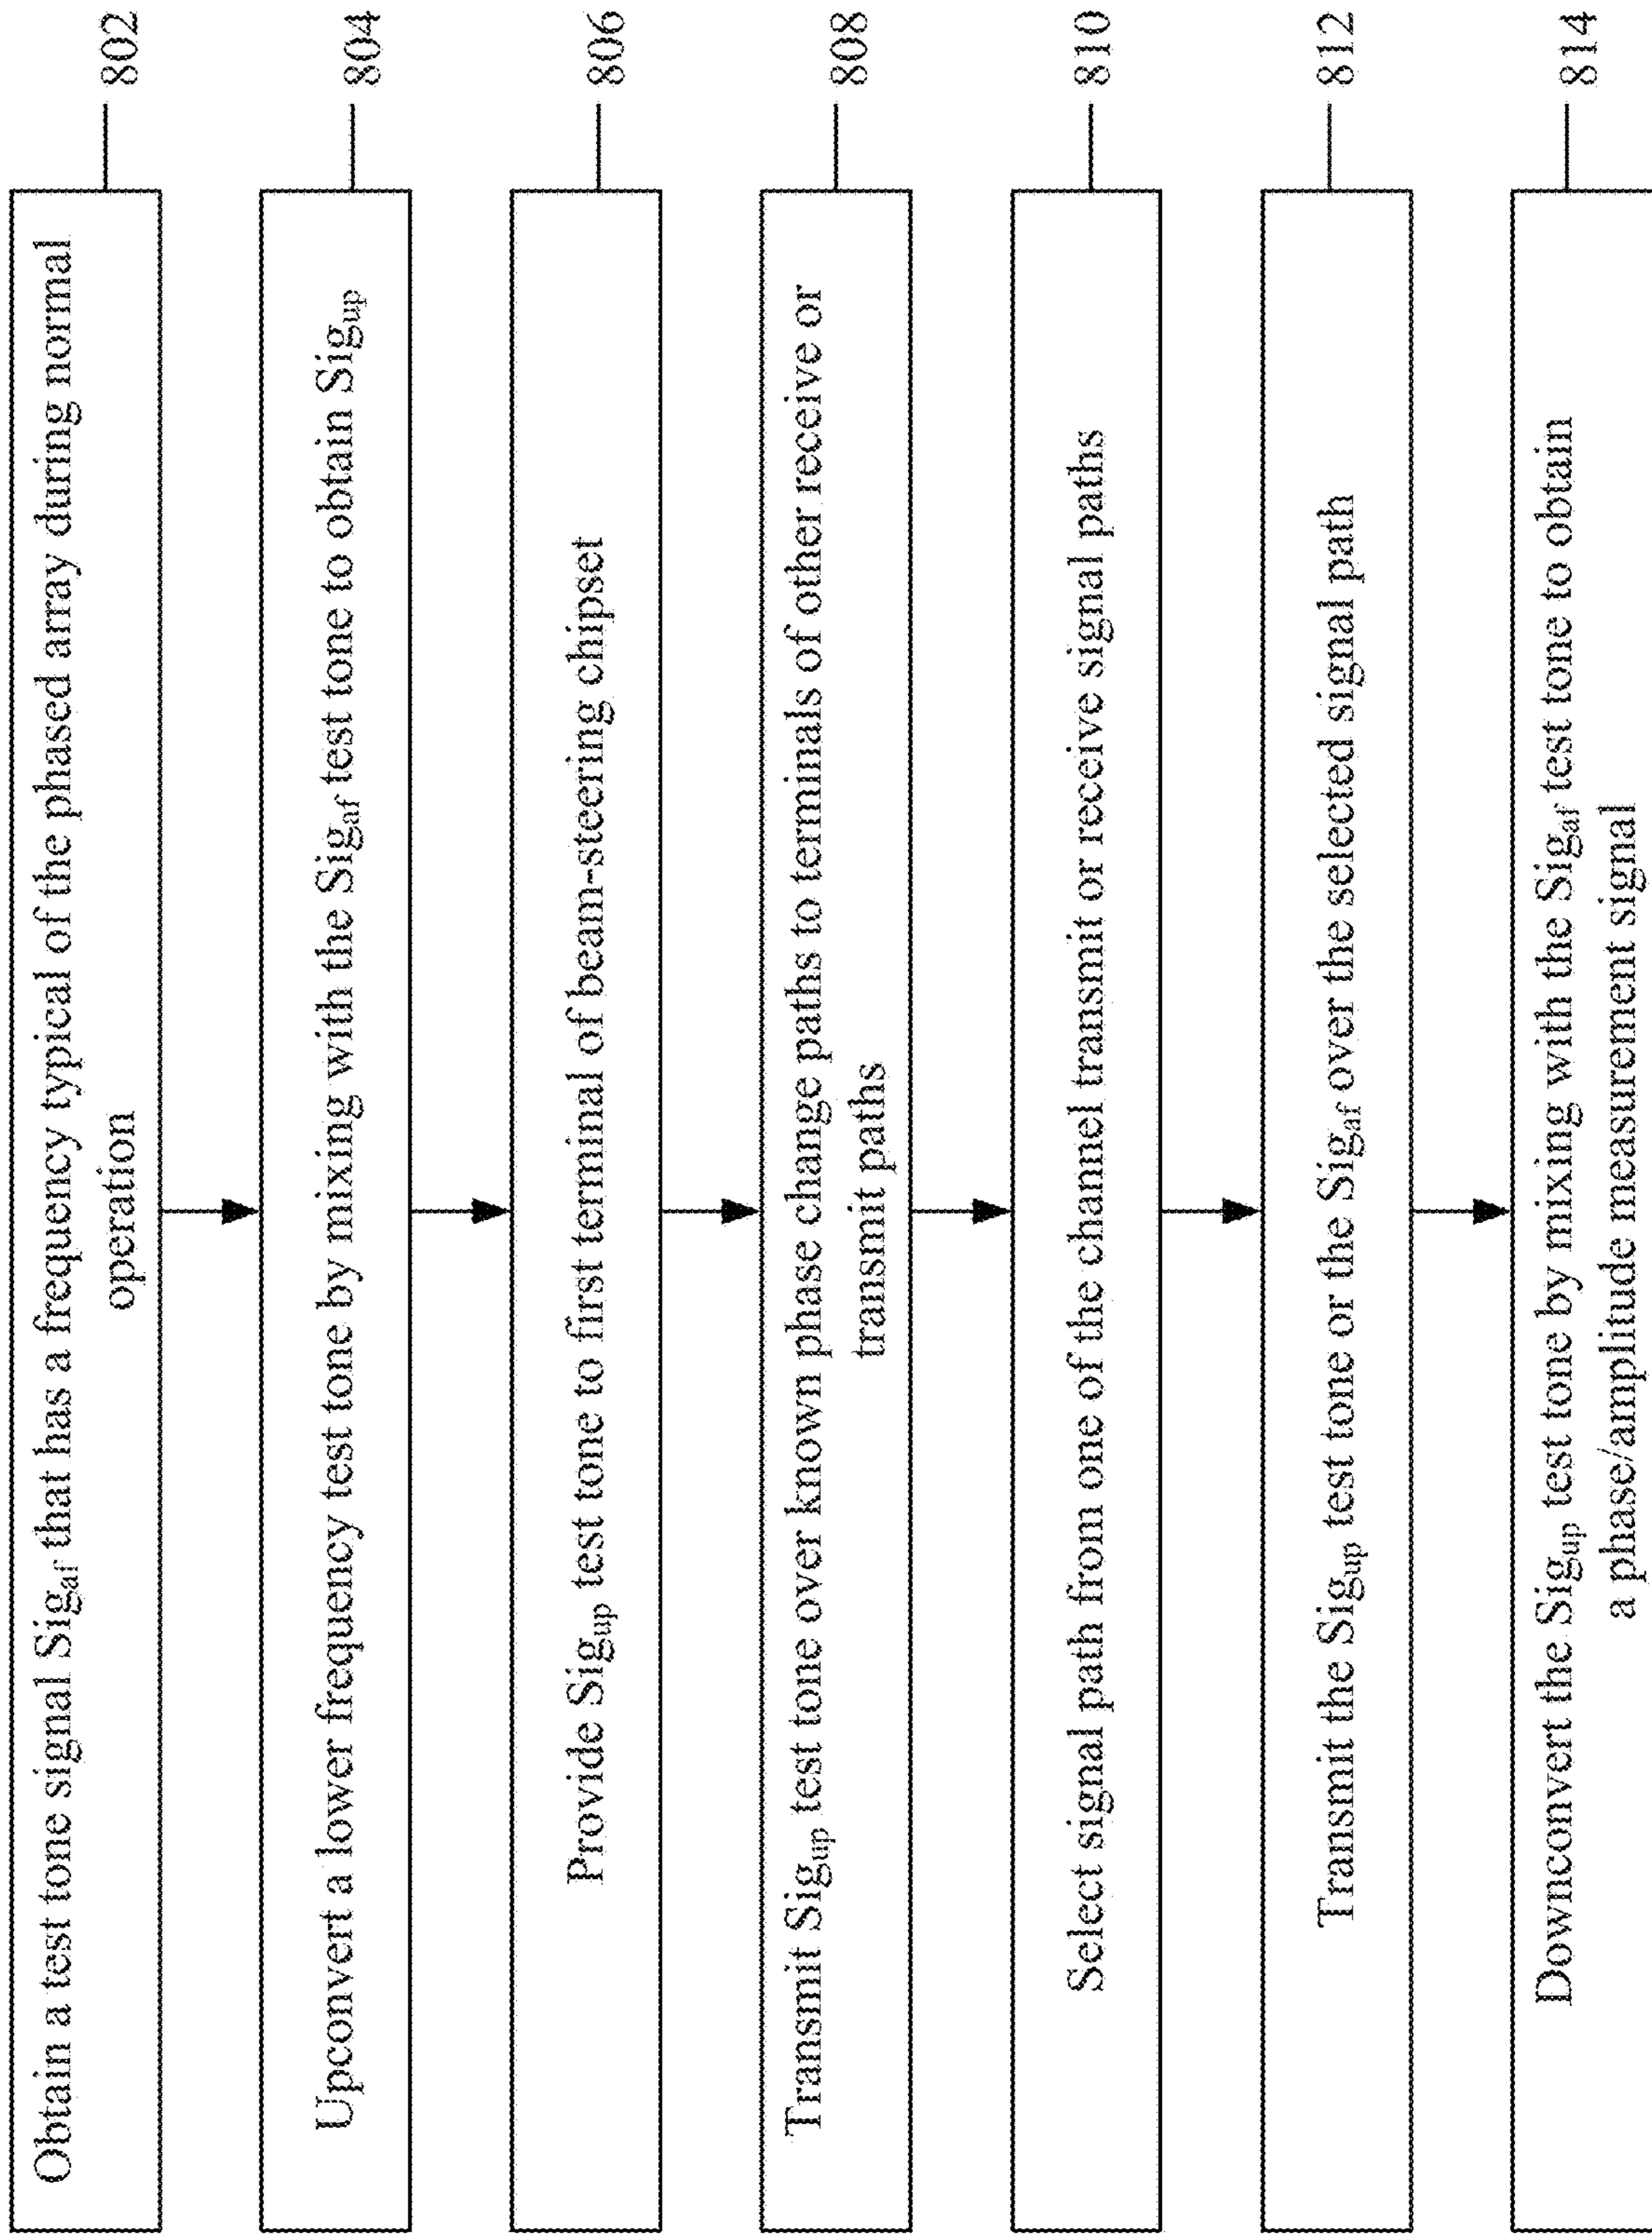 Obtain a test tone signal Sigaf that has a frequency typical of the phased array during normal
operation
802
Upconvert a lower frequency test tone by mixing with the Sigaf test tone to obtain Sigup
804
Provide Sigup test tone to first terminal of beam-steering chipset
806
Transmit Sigup test tone over known phase change paths to terminals of other receive or
transmit paths
808
Select signal path from one of the channel transmit or receive signal paths
810
Transmit the Sigup test tone or the Sigaf over the selected signal path
812
Downconvert the Sigup test tone by mixing with the Sigaf test tone to obtain
a phase/amplitude measurement signal
814